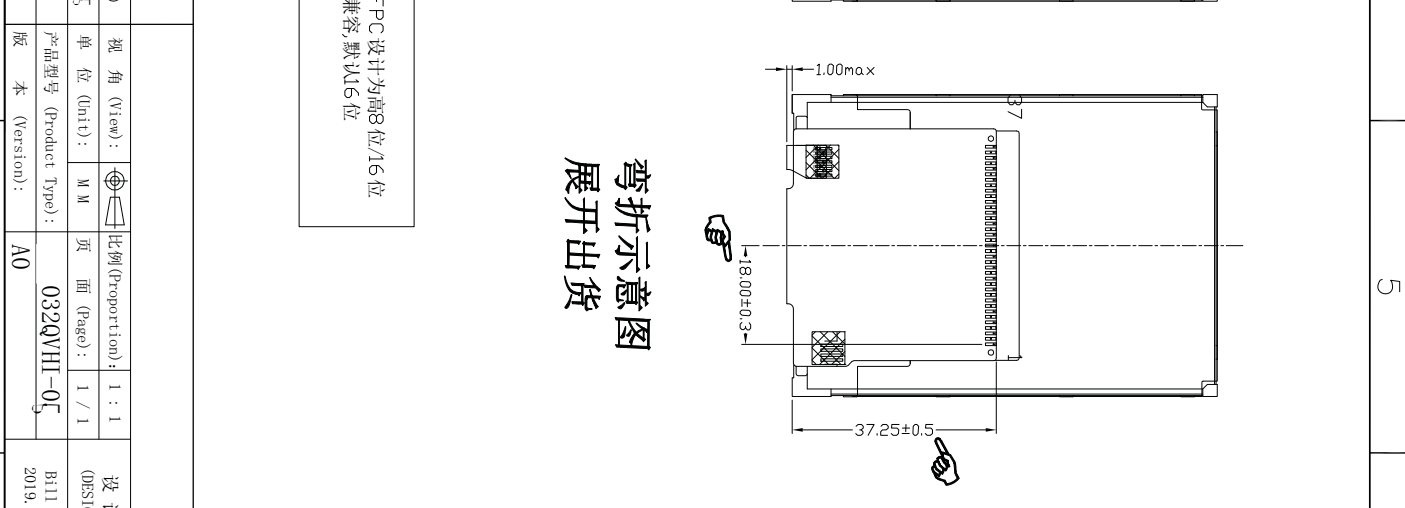 1.00max
37
1
18.00±0.3
37.25±0.5
5
弯折示意图
展开出货
FPC设计为高8位/16位
兼容,默认16位
视 角 (View):
比例(Proportion): 1 : 1
单 位 (Unit): M M
页 面 (Page): 1 / 1
产品型号 (Product Type): 032QVHI-05
版 本 (Version): A0
设
(DESI
Bill
2019.